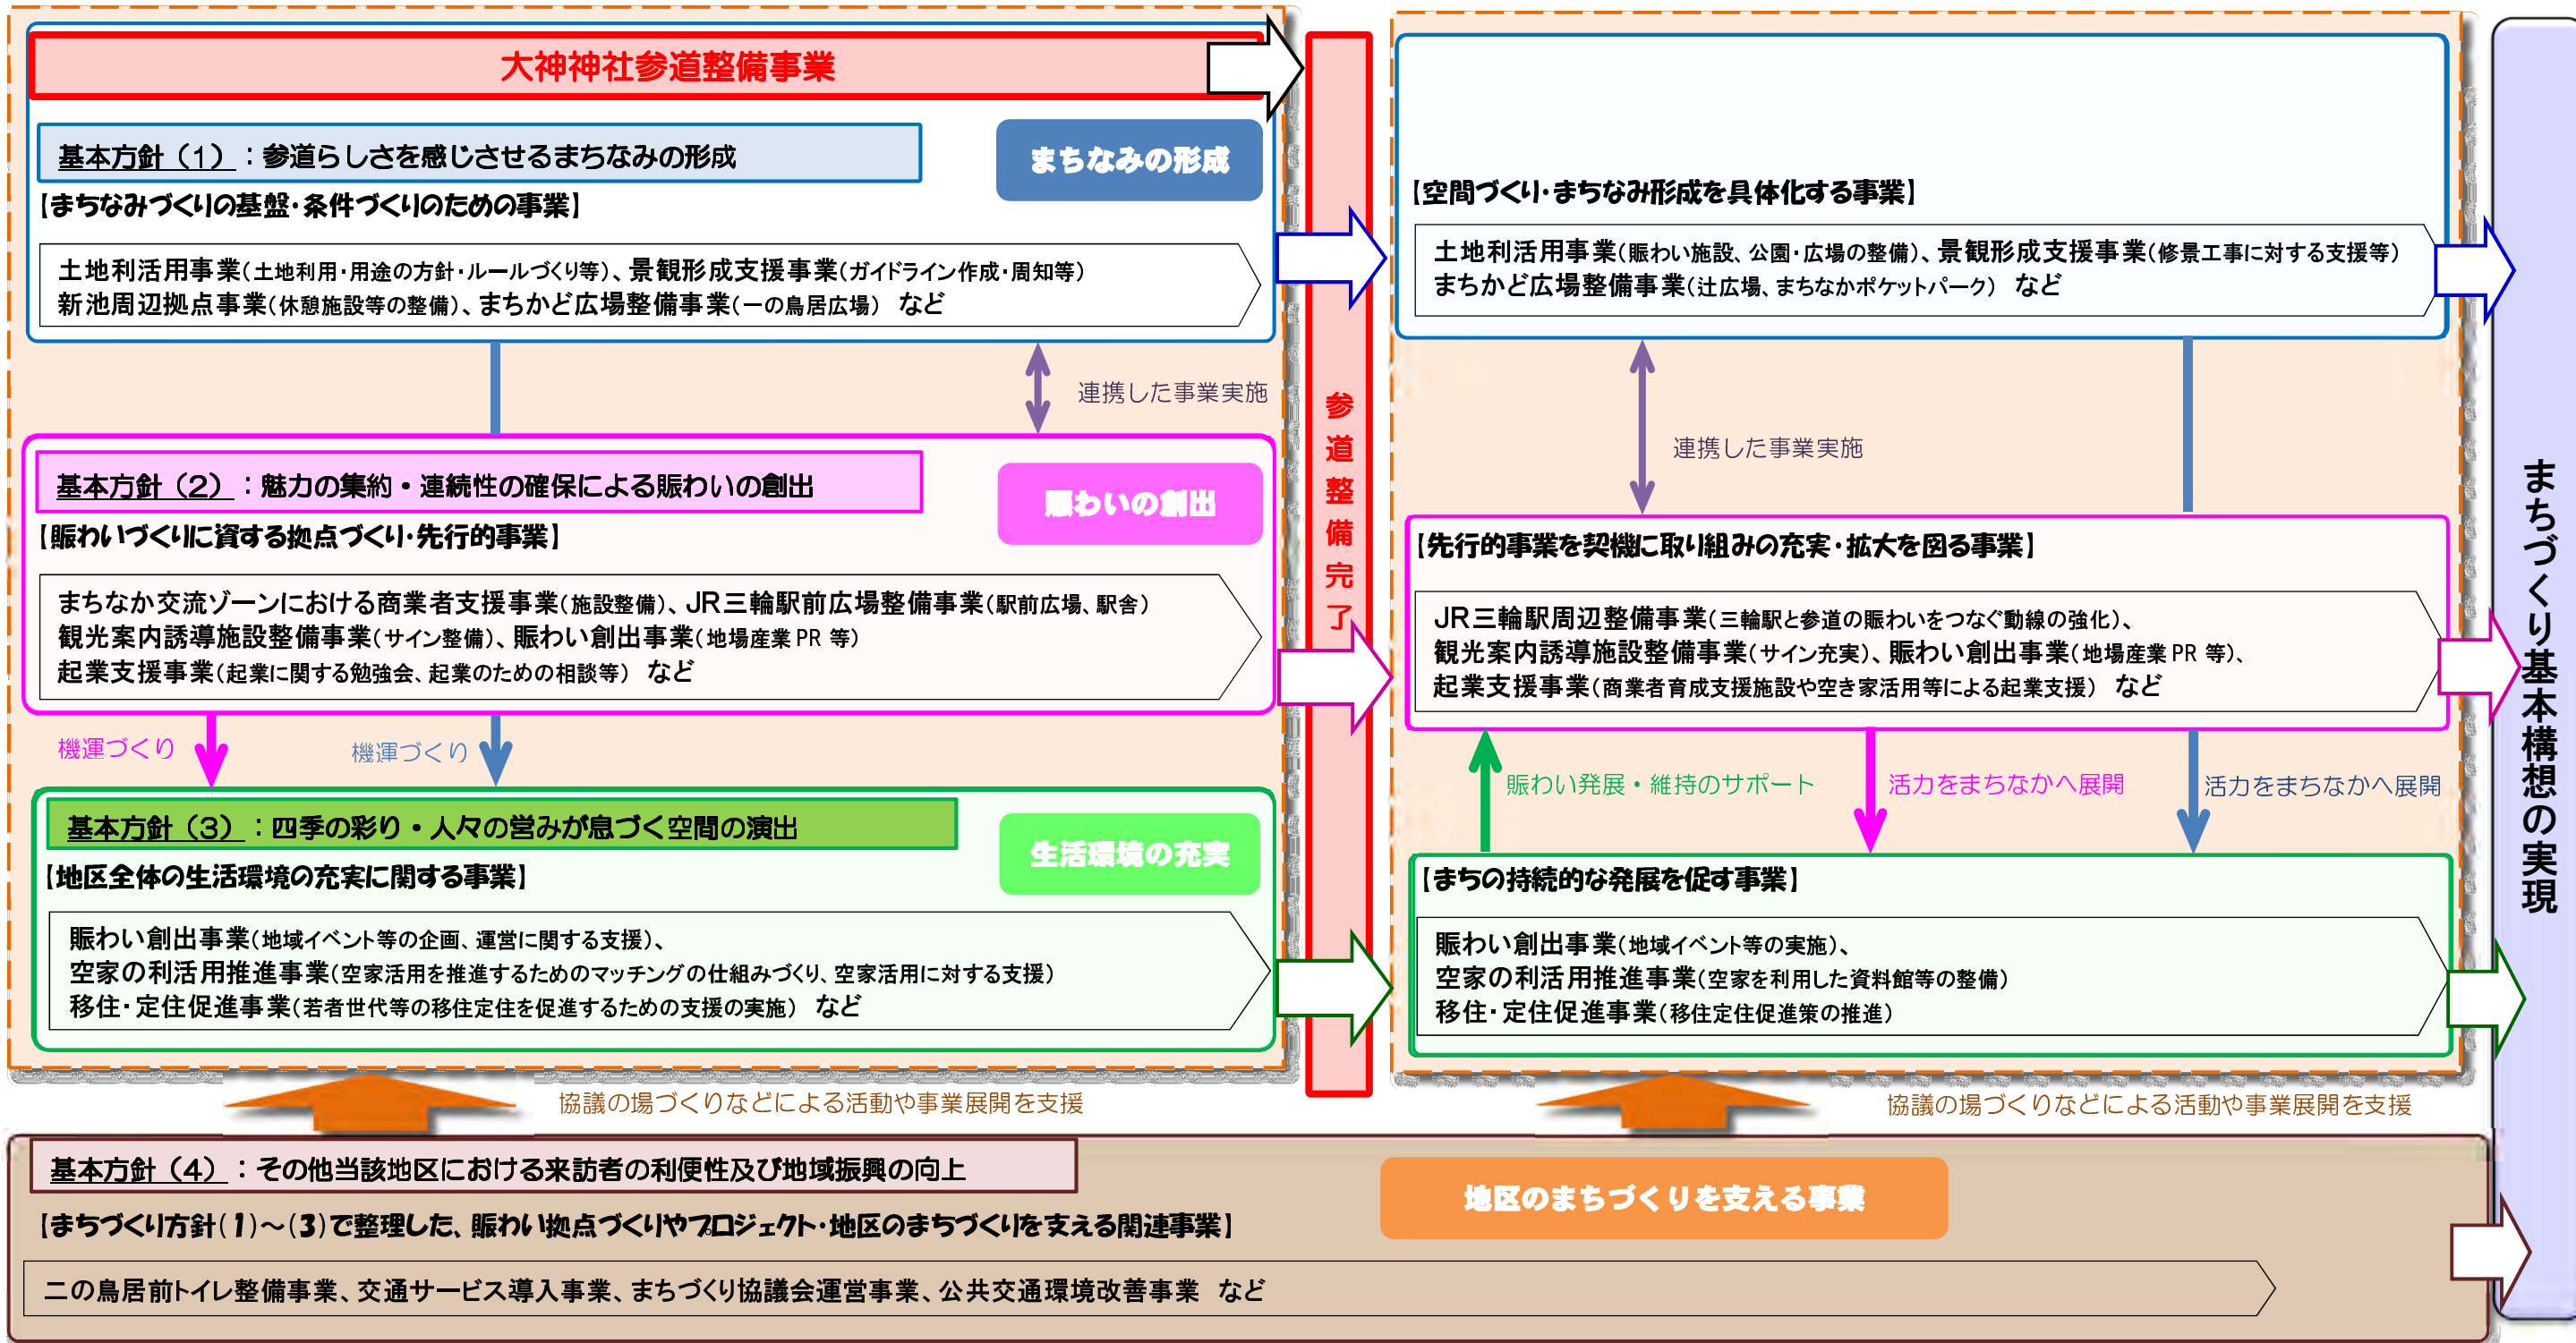 大神神社参道整備事業
基本方針（1）：参道らしさを感じさせるまちなみの形成
まちなみの形成
【まちなみづくりの基盤・条件づくりのための事業】
土地利活用事業（土地利用・用途の方針・ルールづくり等）、景観形成支援事業（ガイドライン作成・周知等）
新池周辺拠点事業（休憩施設等の整備）、まちかど広場整備事業（一の鳥居広場） など
連携した事業実施
基本方針（2）：魅力の集約・連続性の確保による賑わいの創出
賑わいの創出
【賑わいづくりに資する拠点づくり・先行的事業】
まちなか交流ゾーンにおける商業者支援事業（施設整備）、JR三輪駅前広場整備事業（駅前広場、駅舎）
観光案内誘導施設整備事業（サイン整備）、賑わい創出事業（地場産業PR 等）
起業支援事業（起業に関する勉強会、起業のための相談等） など
機運づくり
機運づくり
基本方針（3）：四季の彩り・人々の営みが息づく空間の演出
生活環境の充実
【地区全体の生活環境の充実に関する事業】
賑わい創出事業（地域イベント等の企画、運営に関する支援）、
空家の利活用推進事業（空家活用を推進するためのマッチングの仕組みづくり、空家活用に対する支援）
移住・定住促進事業（若者世代等の移住定住を促進するための支援の実施） など
協議の場づくりなどによる活動や事業展開を支援
参道整備完了
【空間づくり・まちなみ形成を具体化する事業】
土地利活用事業（賑わい施設、公園・広場の整備）、景観形成支援事業（修景工事に対する支援等）
まちかど広場整備事業（辻広場、まちなかポケットパーク） など
連携した事業実施
【先行的事業を契機に取り組みの充実・拡大を図る事業】
JR三輪駅周辺整備事業（三輪駅と参道の賑わいをつなぐ動線の強化）、
観光案内誘導施設整備事業（サイン充実）、賑わい創出事業（地場産業PR 等）、
起業支援事業（商業者育成支援施設や空き家活用等による起業支援） など
賑わい発展・維持のサポート
活力をまちなかへ展開
活力をまちなかへ展開
【まちの持続的な発展を促す事業】
賑わい創出事業（地域イベント等の実施）、
空家の利活用推進事業（空家を利用した資料館等の整備）
移住・定住促進事業（移住定住促進策の推進）
協議の場づくりなどによる活動や事業展開を支援
基本方針（4）：その他当該地区における来訪者の利便性及び地域振興の向上
地区のまちづくりを支える事業
【まちづくり方針（1）～（3）で整理した、賑わい拠点づくりやプロジェクト・地区のまちづくりを支える関連事業】
二の鳥居前トイレ整備事業、交通サービス導入事業、まちづくり協議会運営事業、公共交通環境改善事業 など
まちづくり基本構想の実現